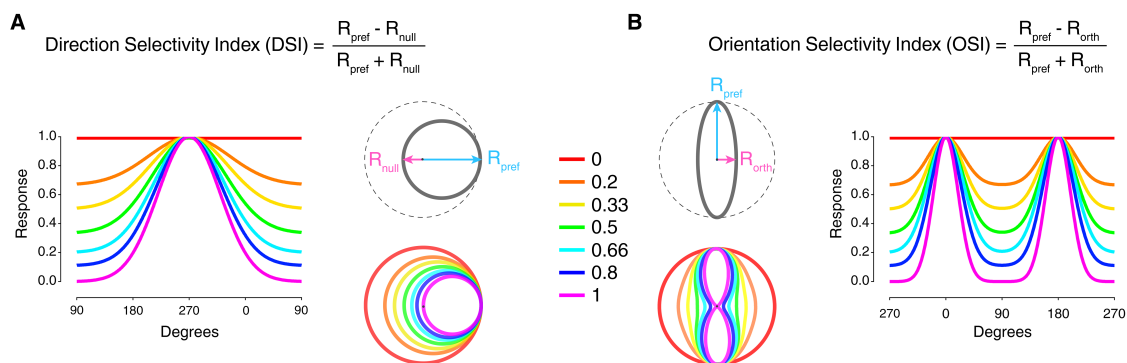 A
Direction Selectivity Index (DSI) = R_pref - R_null
R_pref + R_null
1.0
0.8
0.6
0.4
0.2
0.0
Response
90 180 270 0 90
Degrees
R_null
R_pref
0
0.2
0.33
0.5
0.66
0.8
1
B
Orientation Selectivity Index (OSI) = R_pref - R_orth
R_pref + R_orth
R_pref
R_orth
1.0
0.8
0.6
0.4
0.2
0.0
Response
270 0 90 180 270
Degrees